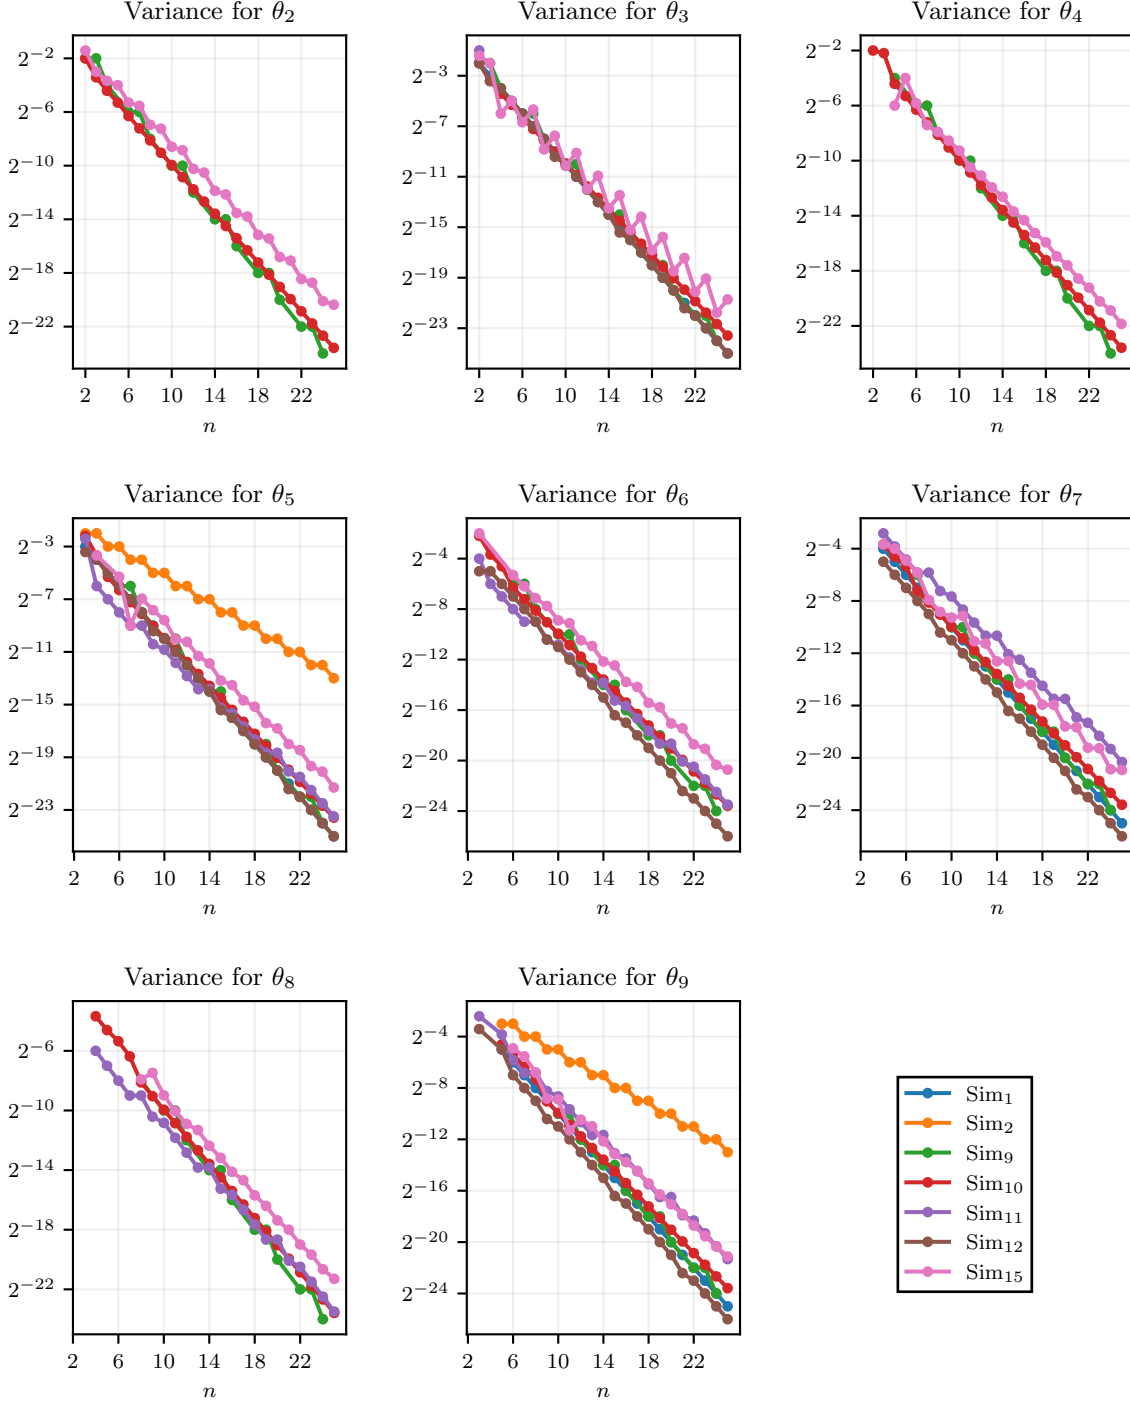 Variance for θ₂
2⁻²
2⁻⁶
2⁻¹⁰
2⁻¹⁴
2⁻¹⁸
2⁻²²
2 6 10 14 18 22
n
Variance for θ₃
2⁻³
2⁻⁷
2⁻¹¹
2⁻¹⁵
2⁻¹⁹
2⁻²³
2 6 10 14 18 22
n
Variance for θ₄
2⁻²
2⁻⁶
2⁻¹⁰
2⁻¹⁴
2⁻¹⁸
2⁻²²
2 6 10 14 18 22
n
Variance for θ₅
2⁻³
2⁻⁷
2⁻¹¹
2⁻¹⁵
2⁻¹⁹
2⁻²³
2 6 10 14 18 22
n
Variance for θ₆
2⁻⁴
2⁻⁸
2⁻¹²
2⁻¹⁶
2⁻²⁰
2⁻²⁴
2 6 10 14 18 22
n
Variance for θ₇
2⁻⁴
2⁻⁸
2⁻¹²
2⁻¹⁶
2⁻²⁰
2⁻²⁴
2 6 10 14 18 22
n
Variance for θ₈
2⁻⁶
2⁻¹⁰
2⁻¹⁴
2⁻¹⁸
2⁻²²
2 6 10 14 18 22
n
Variance for θ₉
2⁻⁴
2⁻⁸
2⁻¹²
2⁻¹⁶
2⁻²⁰
2⁻²⁴
2 6 10 14 18 22
n
Sim₁
Sim₂
Sim₉
Sim₁₀
Sim₁₁
Sim₁₂
Sim₁₅